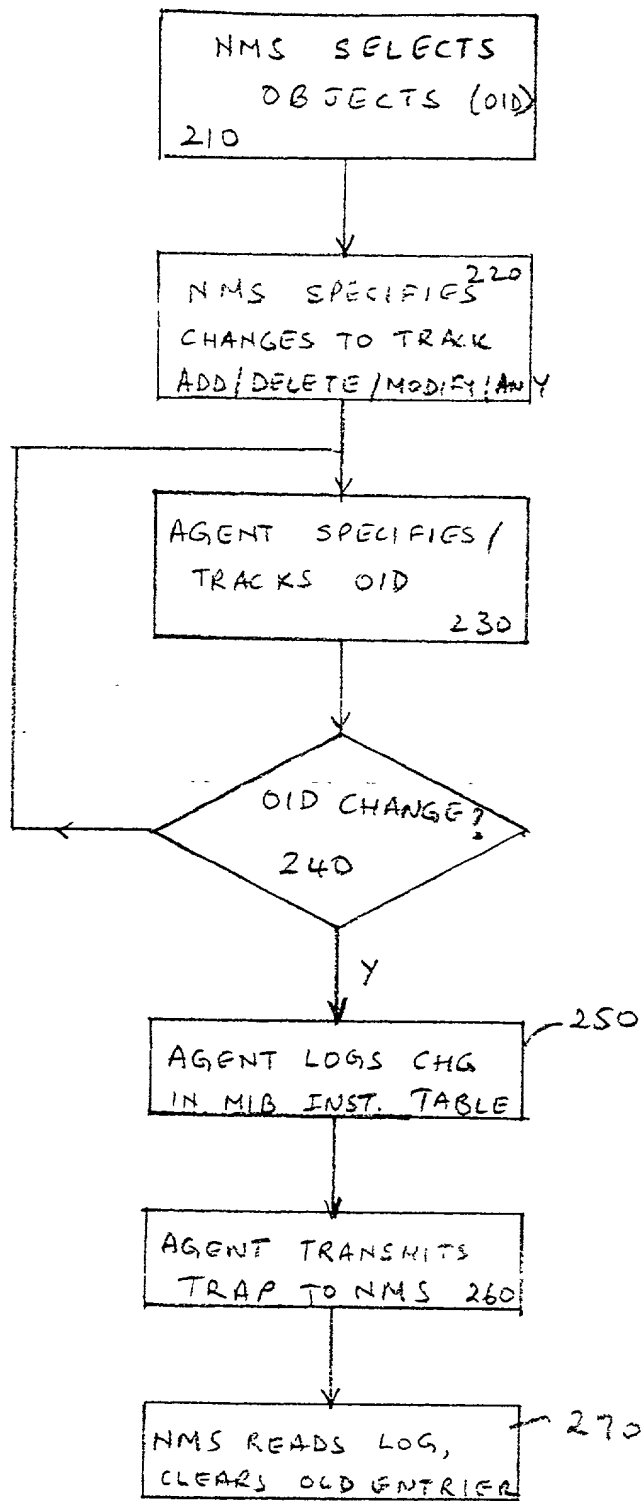 NMS SELECTS
OBJECTS (OID)
210
220
NMS SPECIFIES
CHANGES TO TRACK
ADD/DELETE/MODIFY/ANY
AGENT SPECIFIES/
TRACKS OID
230
OID CHANGE?
240
Y
250
AGENT LOGS CHG
IN MIB INST. TABLE
AGENT TRANSMITS
TRAP TO NMS 260
270
NMS READS LOG,
CLEARS OLD ENTRIER